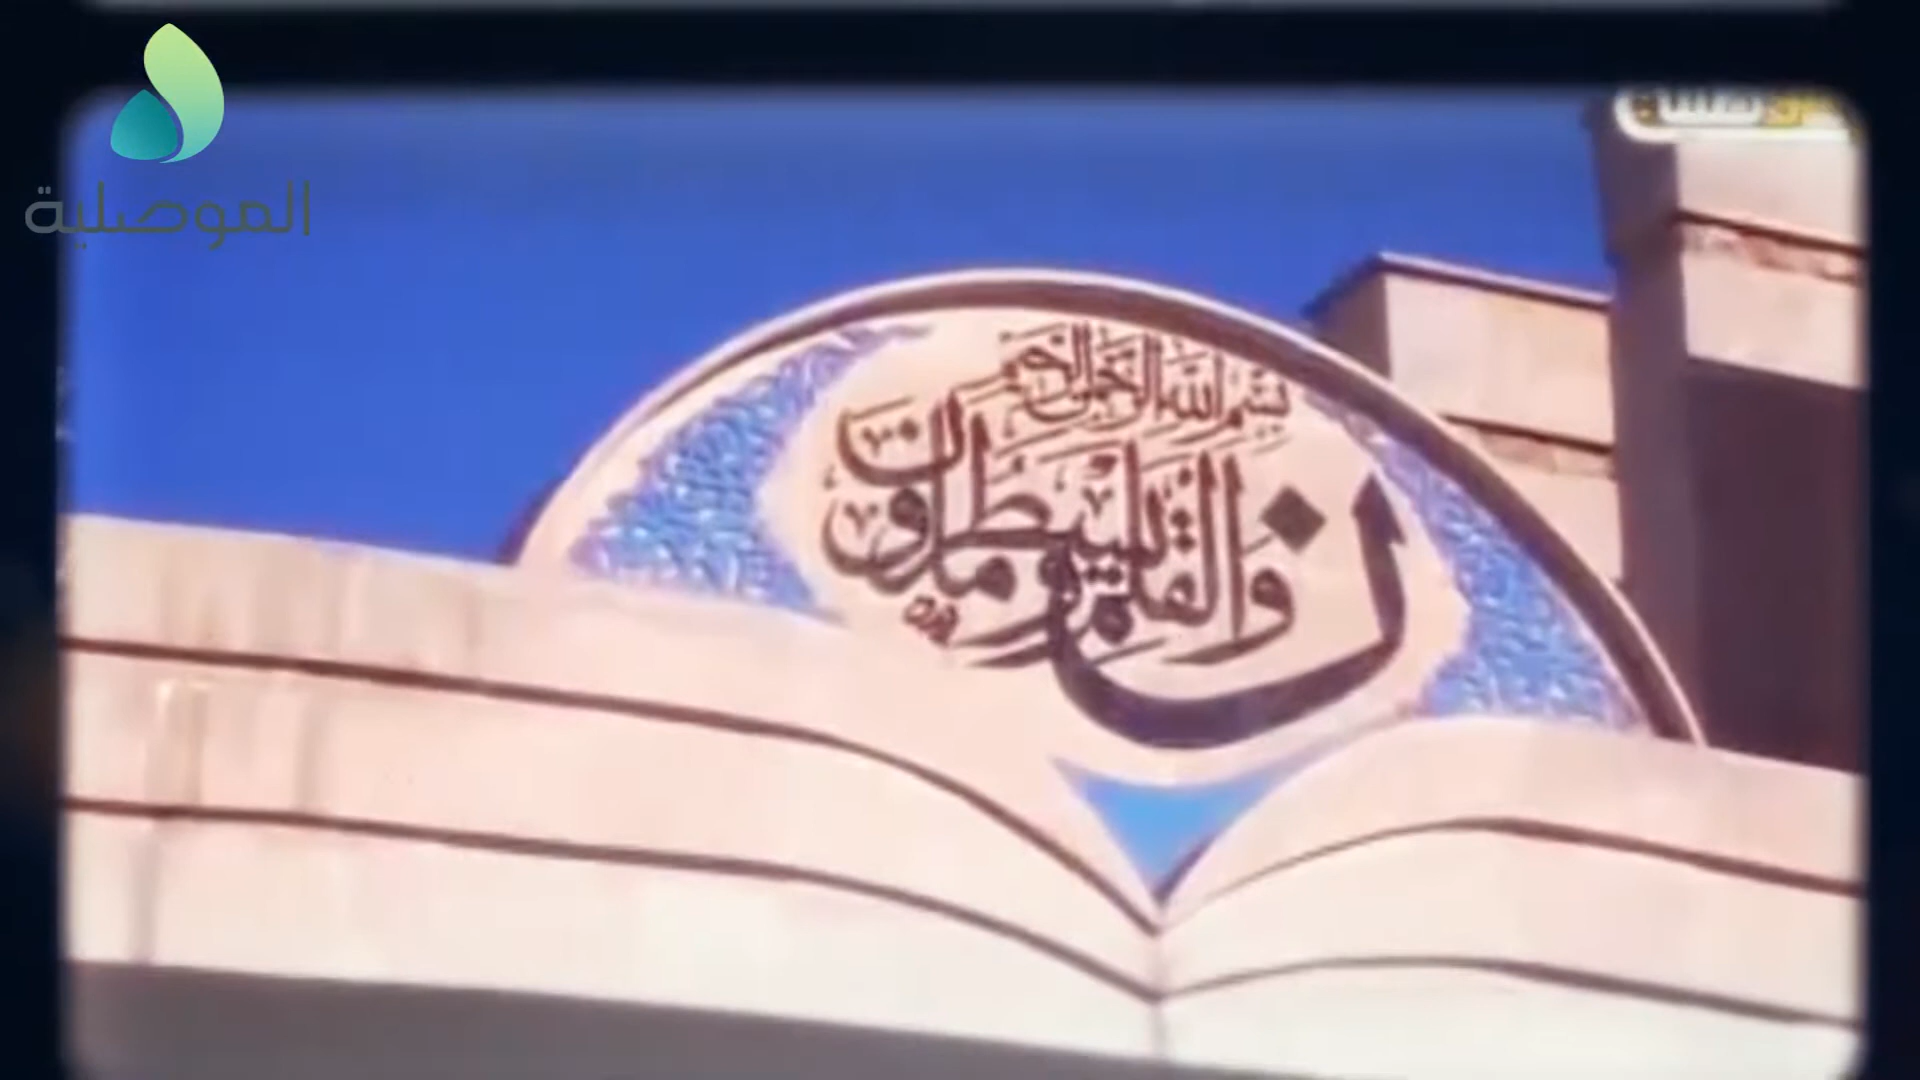 الموصلية
بسم الله الرحمن الرحيم
ن والقلم وما يسطرون